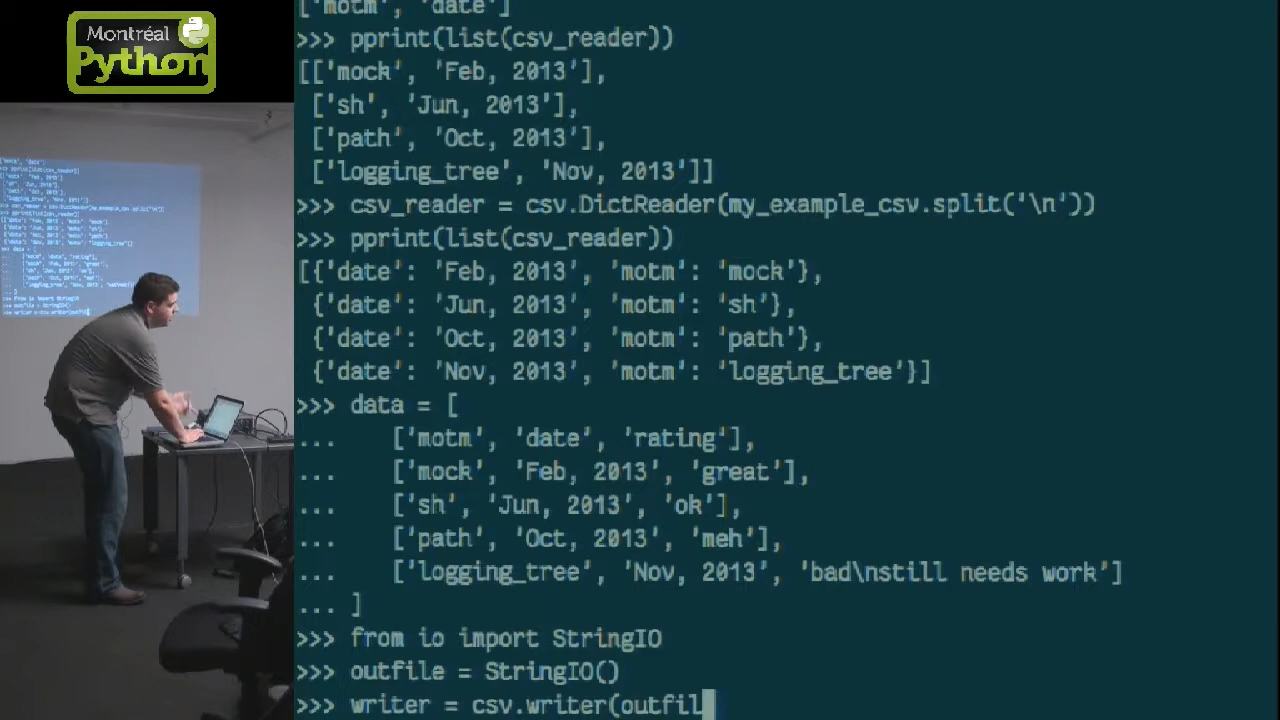 Montréal
Python
['motm', 'date']
>>> pprint(list(csv_reader))
[['mock', 'Feb, 2013'],
 ['sh', 'Jun, 2013'],
 ['path', 'Oct, 2013'],
 ['logging_tree', 'Nov, 2013']]
>>> csv_reader = csv.DictReader(my_example_csv.split('\n'))
>>> pprint(list(csv_reader))
[{'date': 'Feb, 2013', 'motm': 'mock'},
 {'date': 'Jun, 2013', 'motm': 'sh'},
 {'date': 'Oct, 2013', 'motm': 'path'},
 {'date': 'Nov, 2013', 'motm': 'logging_tree'}]
>>> data = [
...     ['motm', 'date', 'rating'],
...     ['mock', 'Feb, 2013', 'great'],
...     ['sh', 'Jun, 2013', 'ok'],
...     ['path', 'Oct, 2013', 'meh'],
...     ['logging_tree', 'Nov, 2013', 'bad\nstill needs work']
... ]
>>> from io import StringIO
>>> outfile = StringIO()
>>> writer = csv.writer(outfil